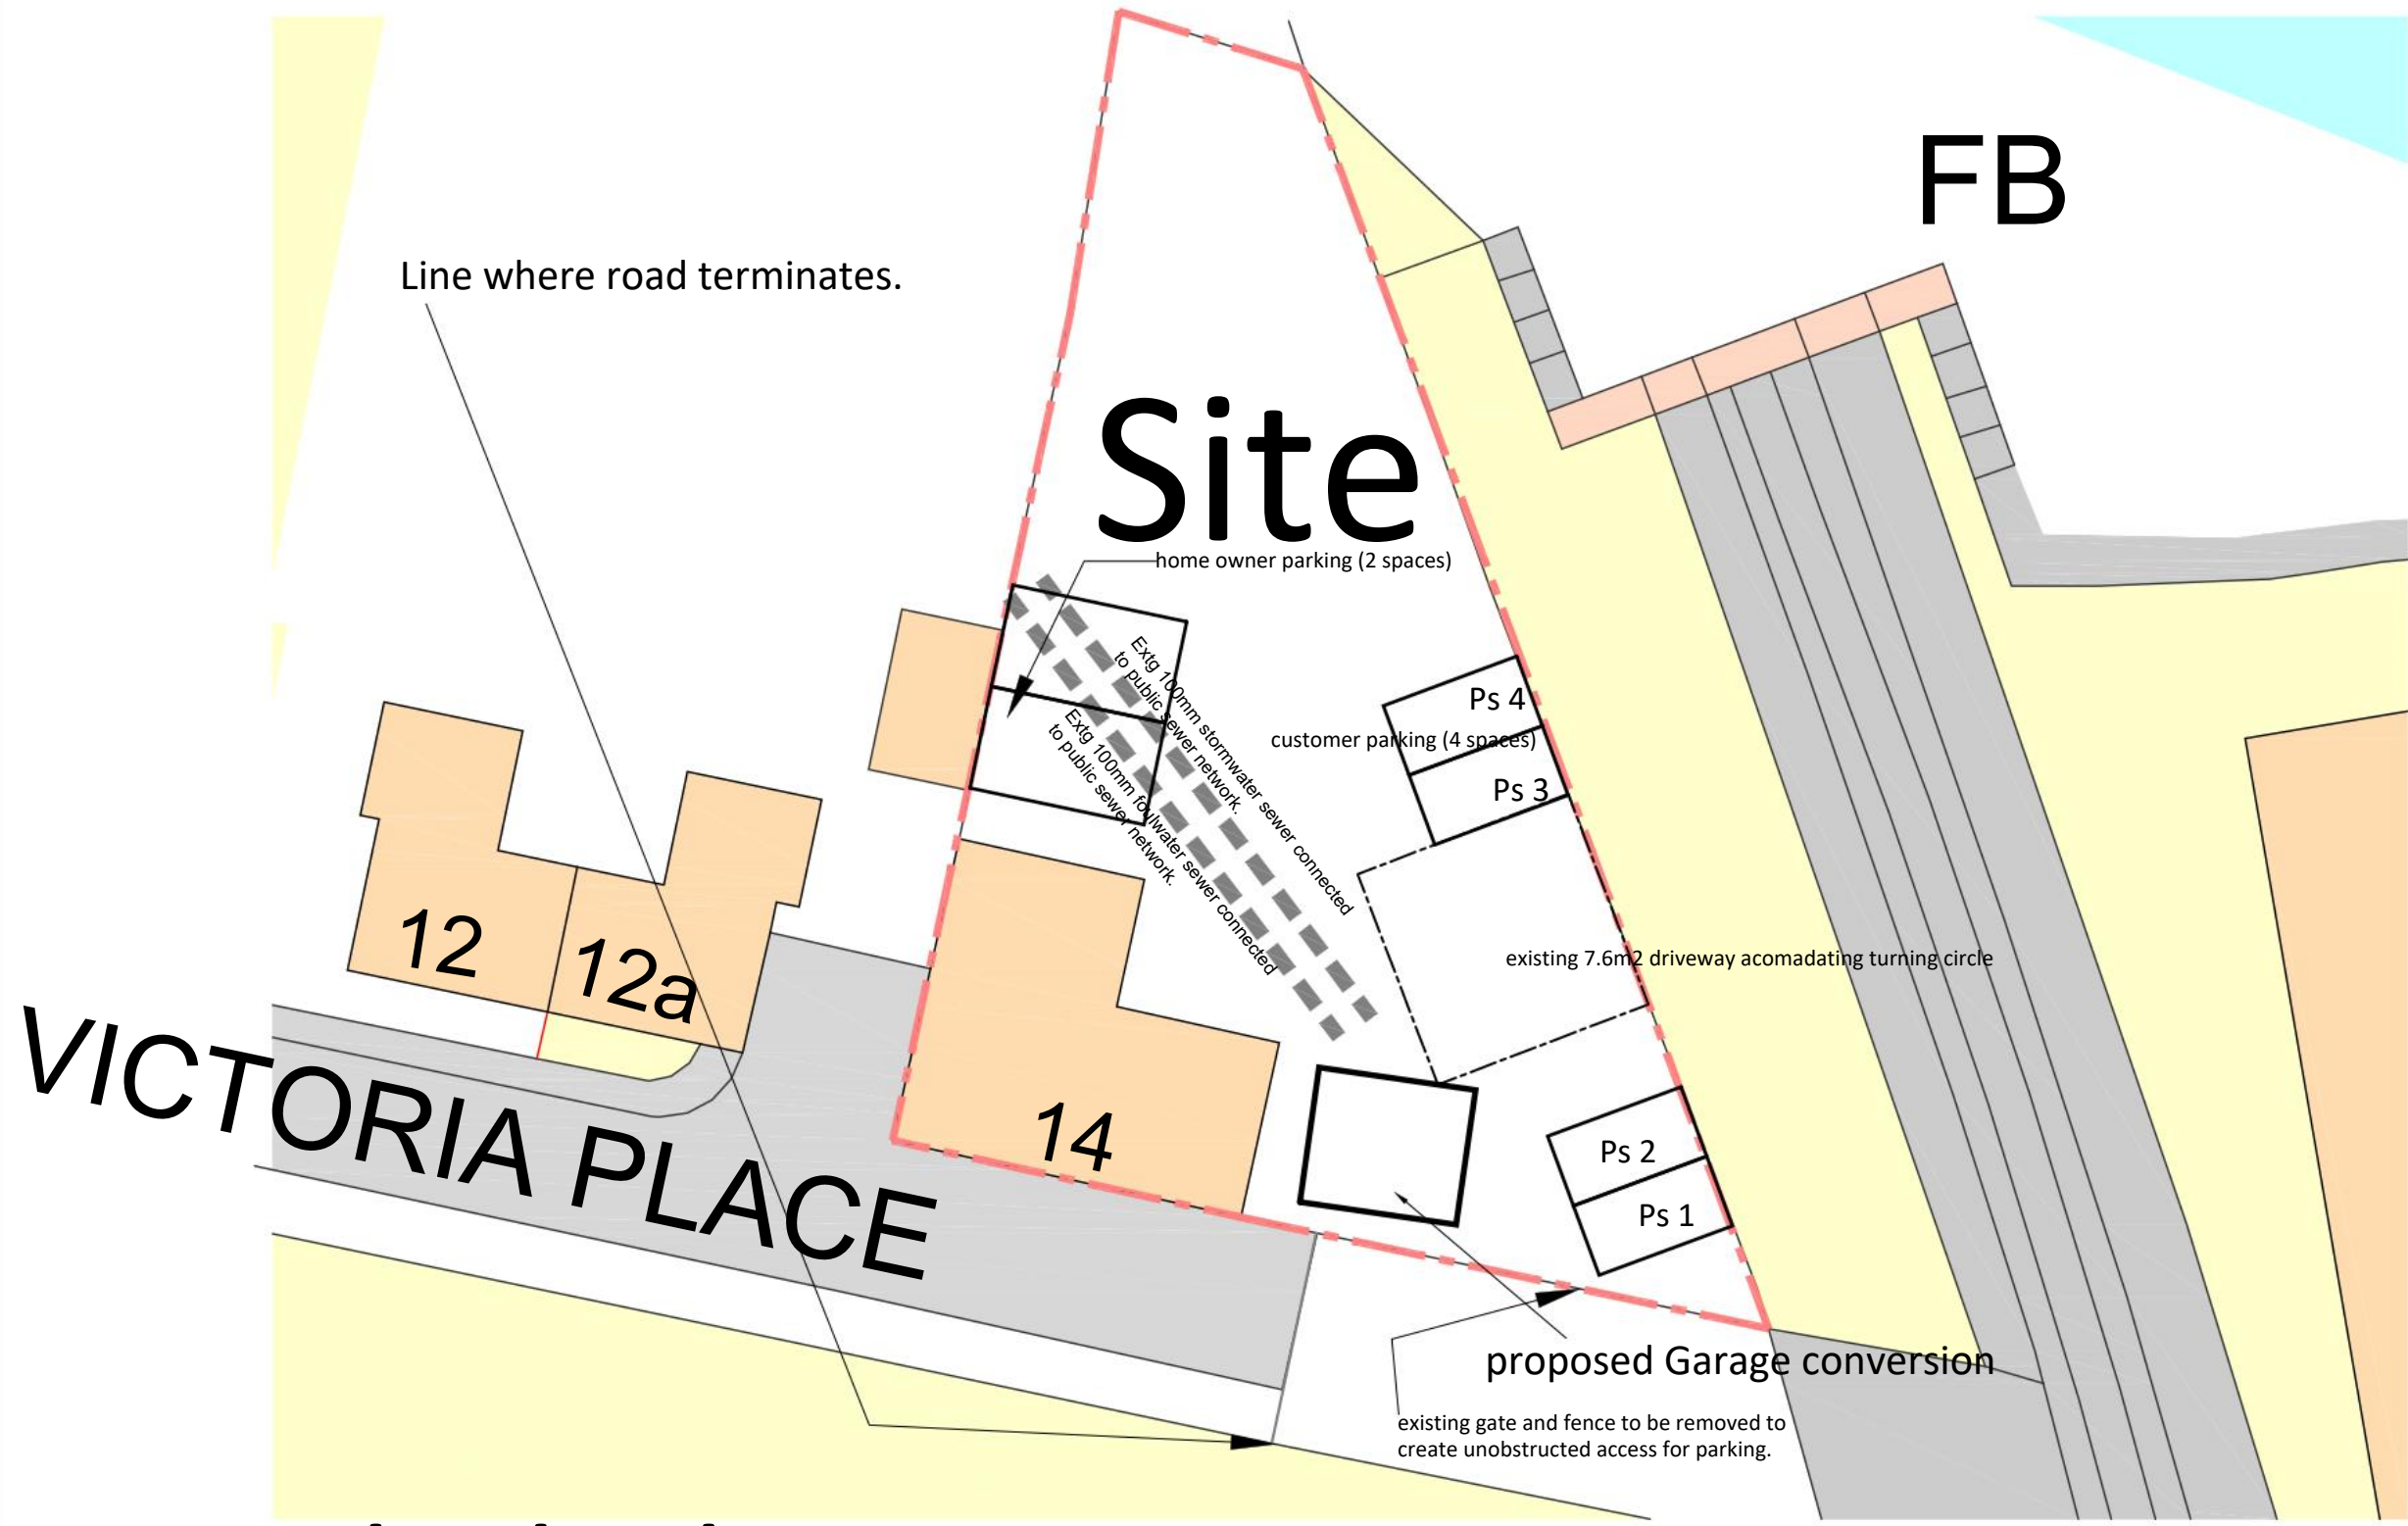 FB
Line where road terminates.
Site
home owner parking (2 spaces)
Extg 100mm stormwater sewer connected
to public sewer network.
Extg 100mm foulwater sewer connected
to public sewer network.
Ps 4
customer parking (4 spaces)
Ps 3
existing 7.6m2 driveway acomadating turning circle
12
12a
14
VICTORIA PLACE
Ps 2
Ps 1
proposed Garage conversion
existing gate and fence to be removed to
create unobstructed access for parking.